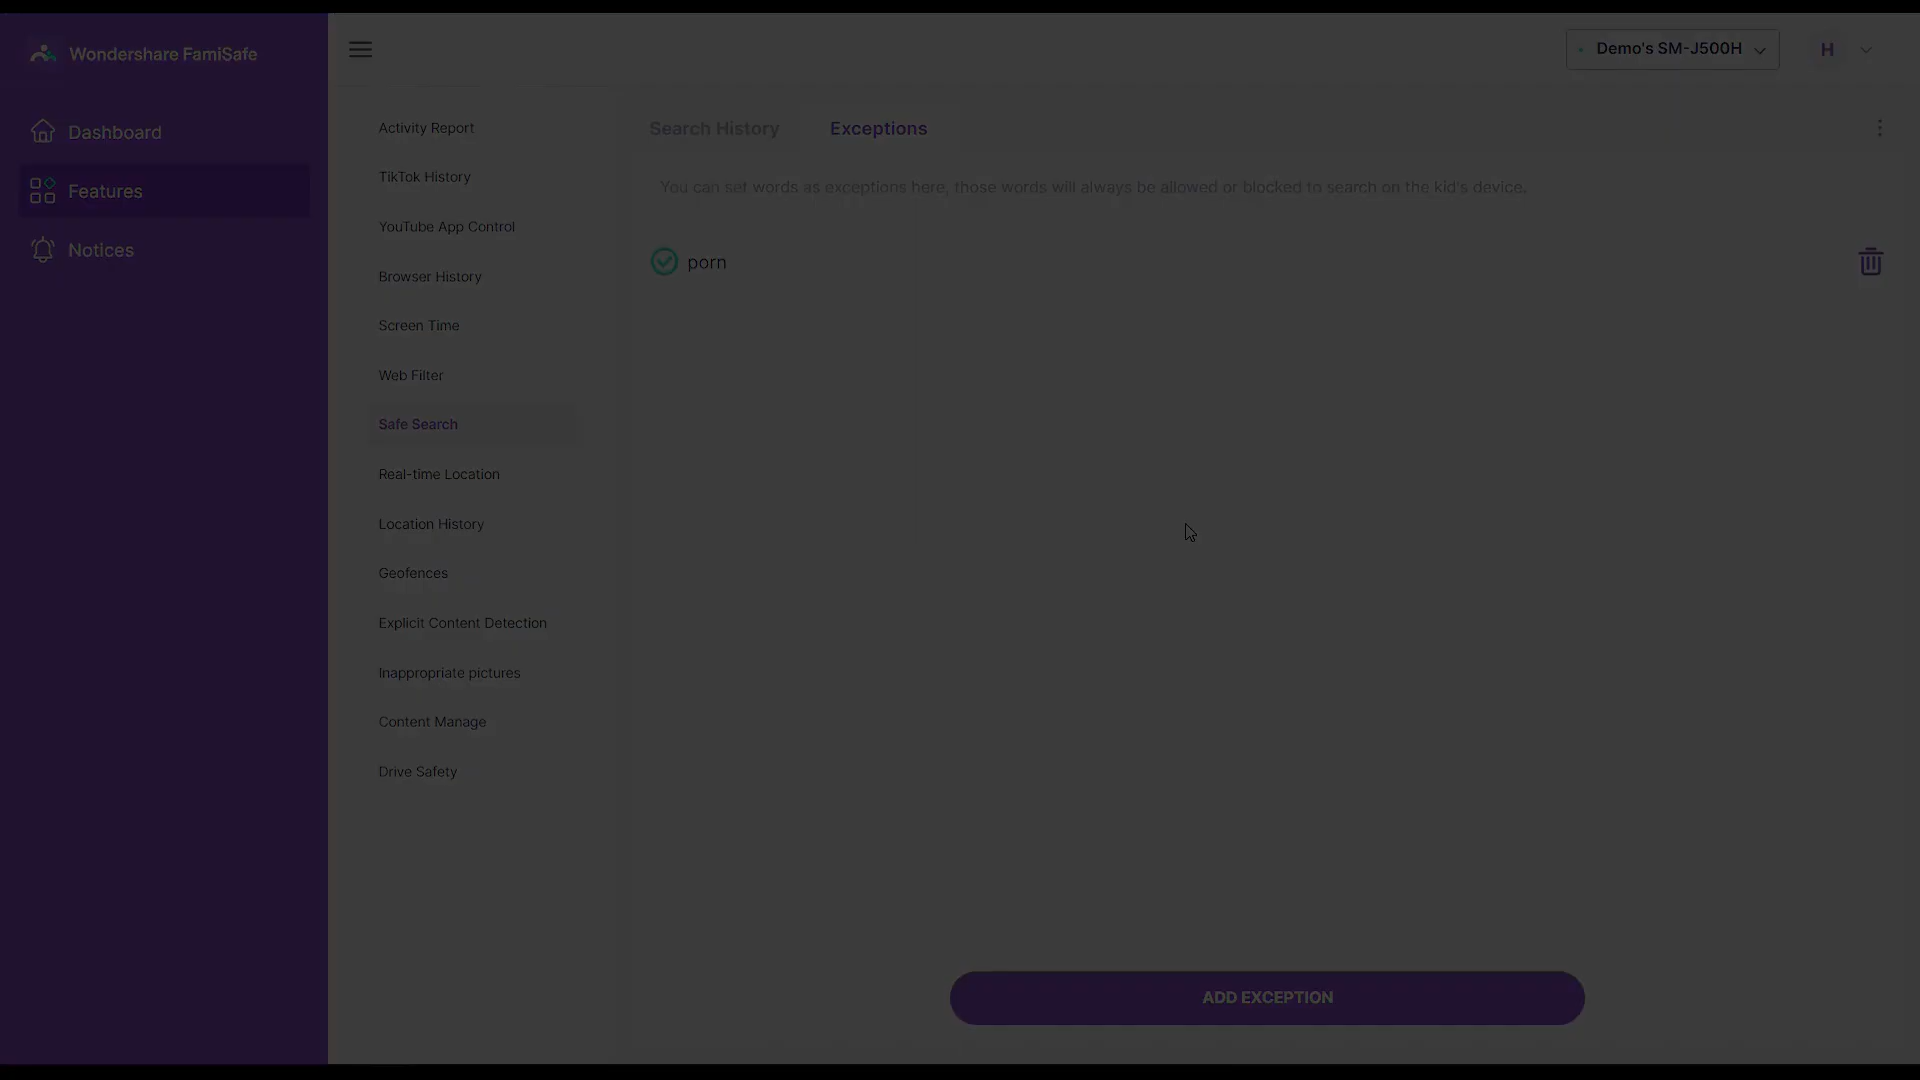 Wondershare FamiSafe
Demo's SM-J500H
H
Dashboard
Features
Notices
Activity Report
TikTok History
YouTube App Control
Browser History
Screen Time
Web Filter
Safe Search
Real-time Location
Location History
Geofences
Explicit Content Detection
Inappropriate pictures
Content Manage
Drive Safety
Search History
Exceptions
You can set words as exceptions here, those words will always be allowed or blocked to search on the kid's device.
porn
ADD EXCEPTION